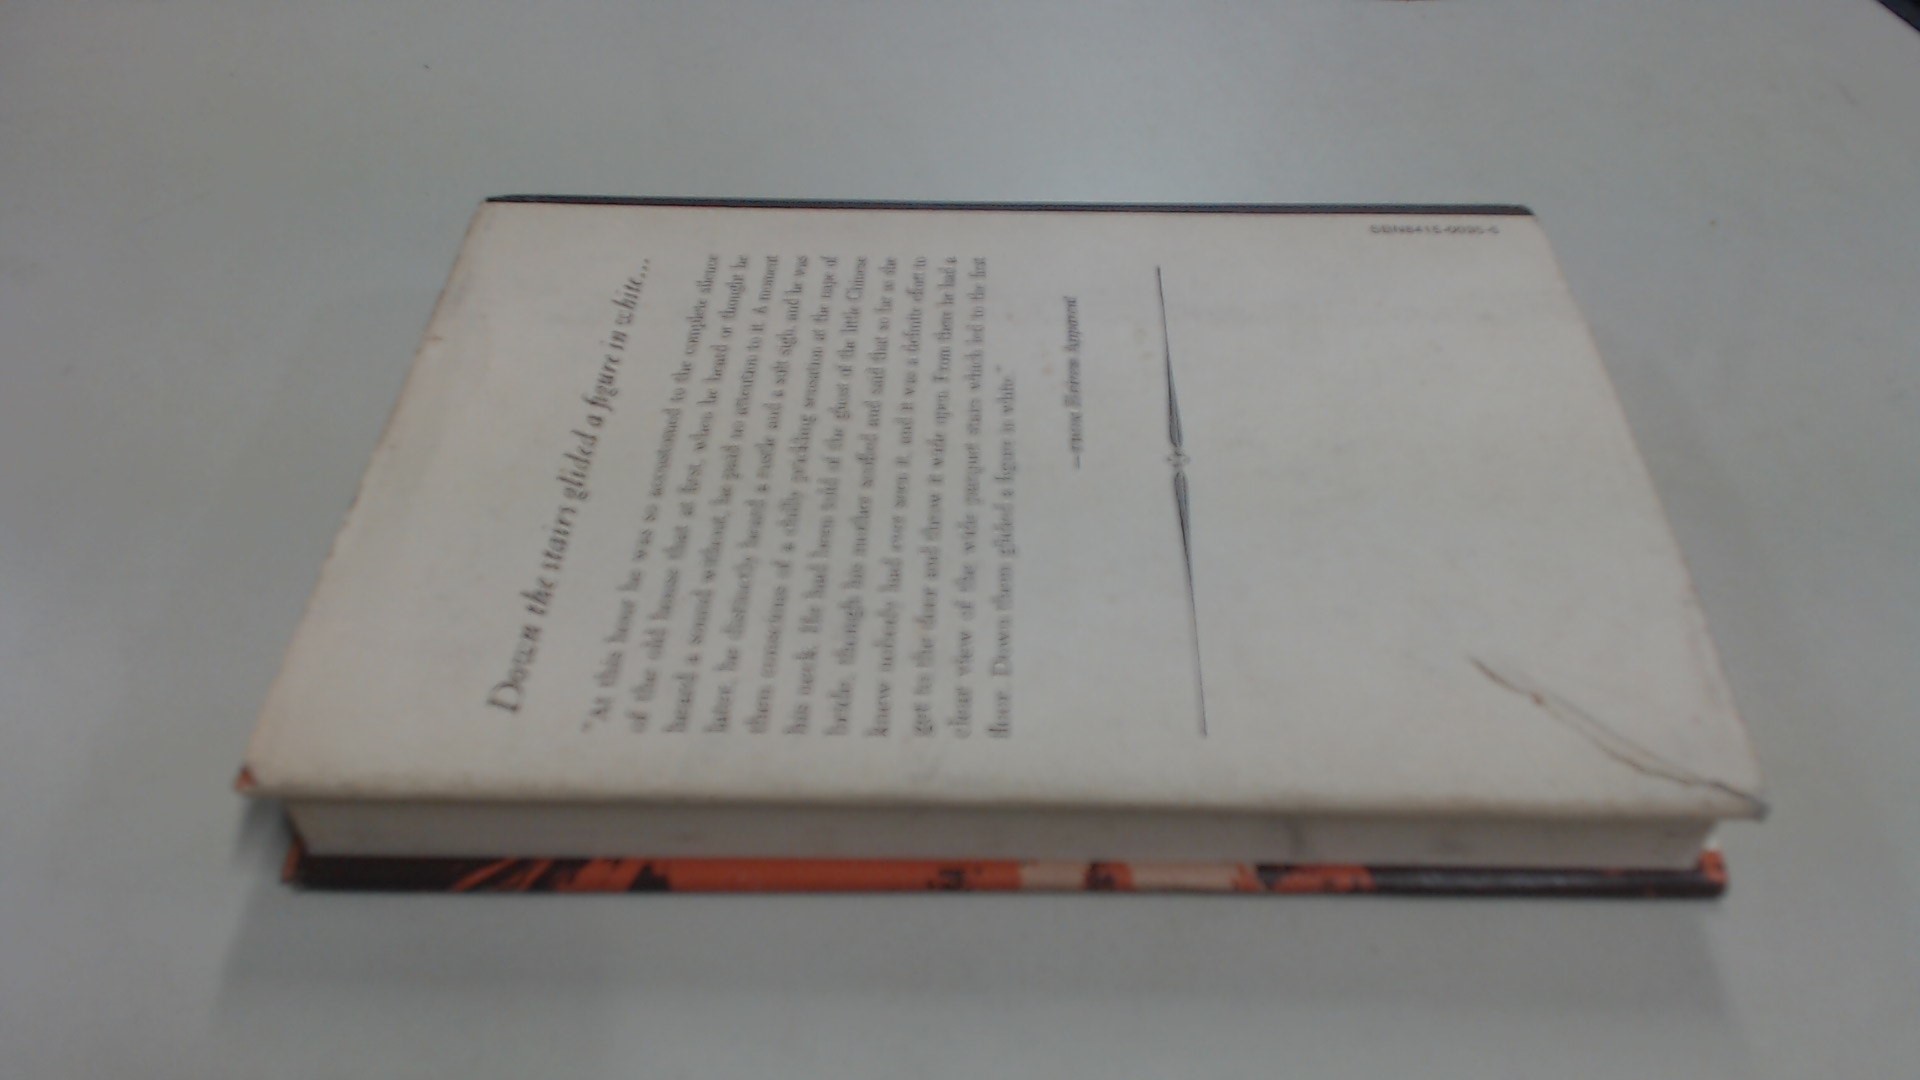 Down the stairs glided a figure in white...
"At this hour he was so accustomed to the complete silence
of the old house that at first, when he heard or thought he
heard a sound without, he paid no attention to it. A moment
later, he distinctly heard a rustle and a soft sigh, and he was
then conscious of a chilly prickling sensation at the nape of
his neck. He had been told of the ghost of the little Chinese
bride, though his mother scoffed and said that so far as she
knew nobody had ever seen it, and it was a definite effort to
get to the door and throw it wide open. From there he had a
clear view of the wide parquet stairs which led to the first
floor. Down them glided a figure in white."
—FROM Heiress Apparent